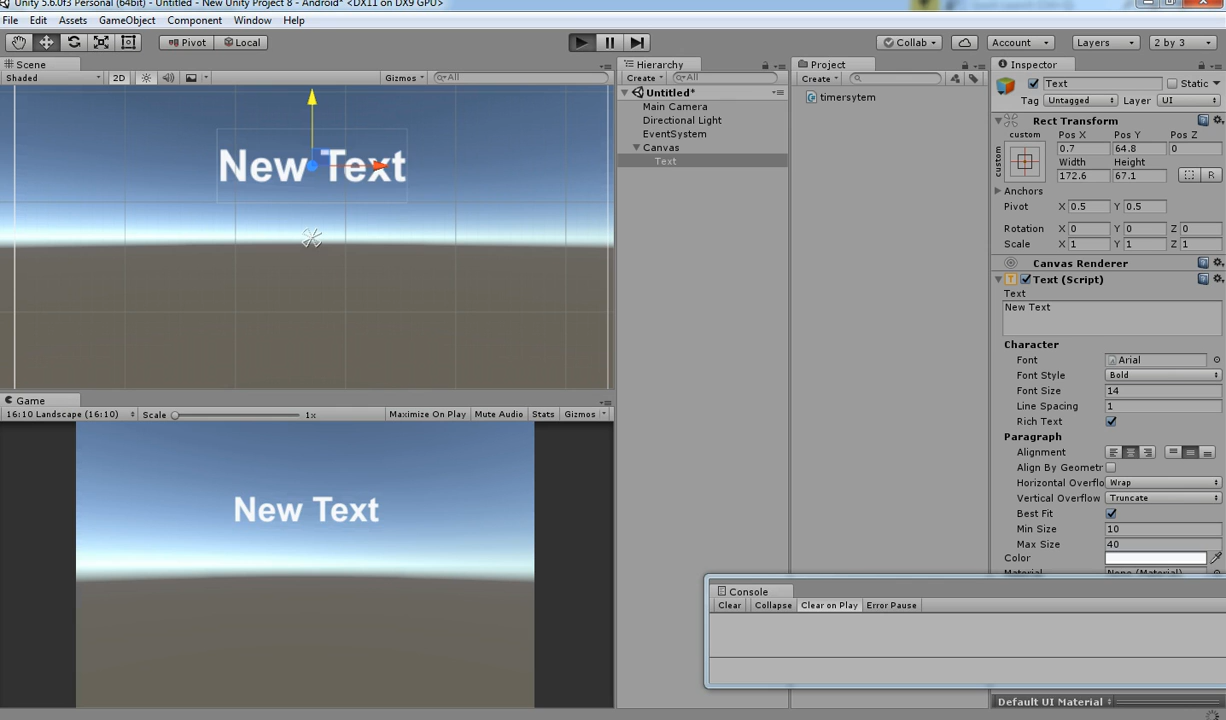 Unity 5.6.0f3 Personal (64bit) - Untitled - New Unity Project 8 - Android* <DX11 on DX9 GPU>
File Edit Assets GameObject Component Window Help
Pivot Local Collab Account Layers 2 by 3
Scene
Shaded 2D Gizmos All
New Text
Game
16:10 Landscape (16:10) Scale 1x Maximize On Play Mute Audio Stats Gizmos
New Text
Hierarchy
Create All
Untitled*
Main Camera
Directional Light
EventSystem
Canvas
Text
Project
Create
timersytem
Inspector
Text Static
Tag Untagged Layer UI
Rect Transform
custom Pos X Pos Y Pos Z
custom 0.7 64.8 0
Width Height
172.6 67.1 R
Anchors
Pivot X 0.5 Y 0.5
Rotation X 0 Y 0 Z 0
Scale X 1 Y 1 Z 1
Canvas Renderer
Text (Script)
Text
New Text
Character
Font Arial
Font Style Bold
Font Size 14
Line Spacing 1
Rich Text
Paragraph
Alignment
Align By Geometr
Horizontal Overflo Wrap
Vertical Overflow Truncate
Best Fit
Min Size 10
Max Size 40
Color
Material None (Material)
Console
Clear Collapse Clear on Play Error Pause
Default UI Material